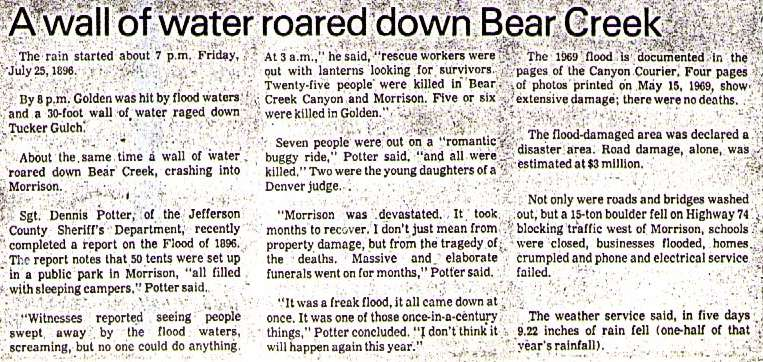 A wall of water roared down Bear Creek
The rain started about 7 p.m. Friday,
July 25, 1896.
By 8 p.m. Golden was hit by flood waters
and a 30-foot wall of water raged down
Tucker Gulch.
About the same time a wall of water
roared down Bear Creek, crashing into
Morrison.
Sgt. Dennis Potter, of the Jefferson
County Sheriff's Department, recently
completed a report on the Flood of 1896.
The report notes that 50 tents were set up
in a public park in Morrison, "all filled
with sleeping campers," Potter said.
"Witnesses reported seeing people
swept away by the flood waters,
screaming, but no one could do anything.
At 3 a.m.," he said, "rescue workers were
out with lanterns looking for survivors.
Twenty-five people were killed in Bear
Creek Canyon and Morrison. Five or six
were killed in Golden."
Seven people were out on a "romantic
buggy ride," Potter said, "and all were
killed." Two were the young daughters of a
Denver judge.
"Morrison was devastated. It took
months to recover. I don't just mean from
property damage, but from the tragedy of
the deaths. Massive and elaborate
funerals went on for months," Potter said.
"It was a freak flood, it all came down at
once. It was one of those once-in-a-century
things," Potter concluded. "I don't think it
will happen again this year."
The 1969 flood is documented in the
pages of the Canyon Courier. Four pages
of photos printed on May 15, 1969, show
extensive damage; there were no deaths.
The flood-damaged area was declared a
disaster area. Road damage, alone, was
estimated at $3 million.
Not only were roads and bridges washed
out, but a 15-ton boulder fell on Highway 74
blocking traffic west of Morrison, schools
were closed, businesses flooded, homes
crumpled and phone and electrical service
failed.
The weather service said, in five days
9.22 inches of rain fell (one-half of that
year's rainfall).